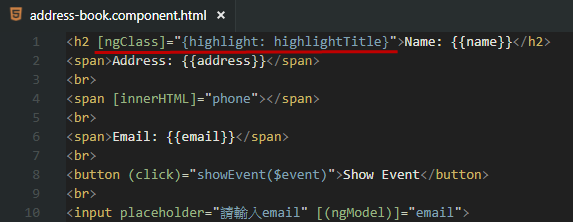 address-book.component.html
1 <h2 [ngClass]="{highlight: highlightTitle}">Name: {{name}}</h2>
2 <span>Address: {{address}}</span>
3 <br>
4 <span [innerHTML]="phone"></span>
5 <br>
6 <span>Email: {{email}}</span>
7 <br>
8 <button (click)="showEvent($event)">Show Event</button>
9 <br>
10 <input placeholder="請輸入email" [(ngModel)]="email">